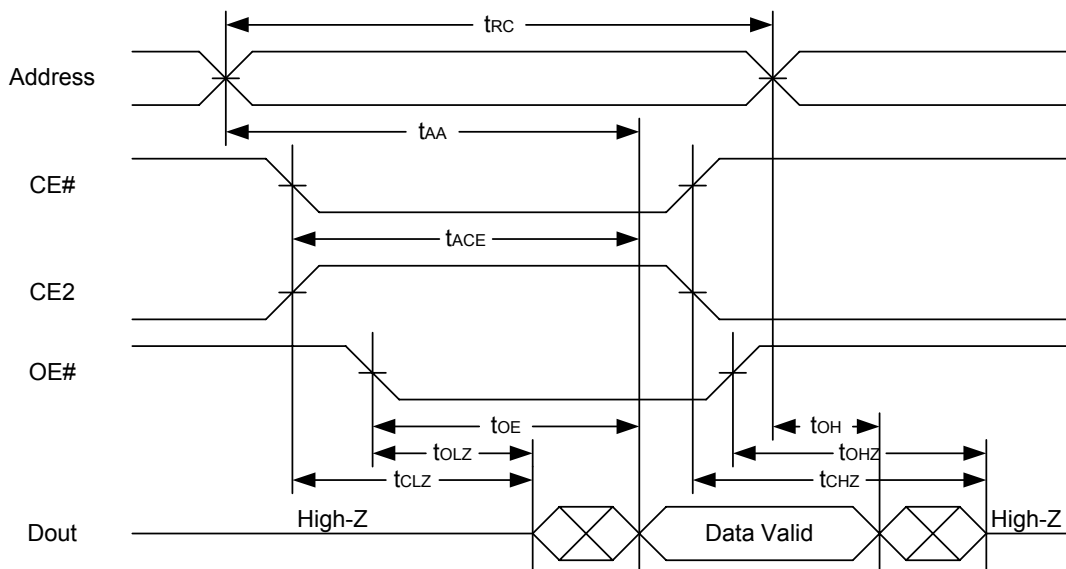 tRC
Address
tAA
CE#
tACE
CE2
OE#
tOE
tOH
tOLZ
tOHZ
tCLZ
tCHZ
High-Z
Data Valid
High-Z
Dout